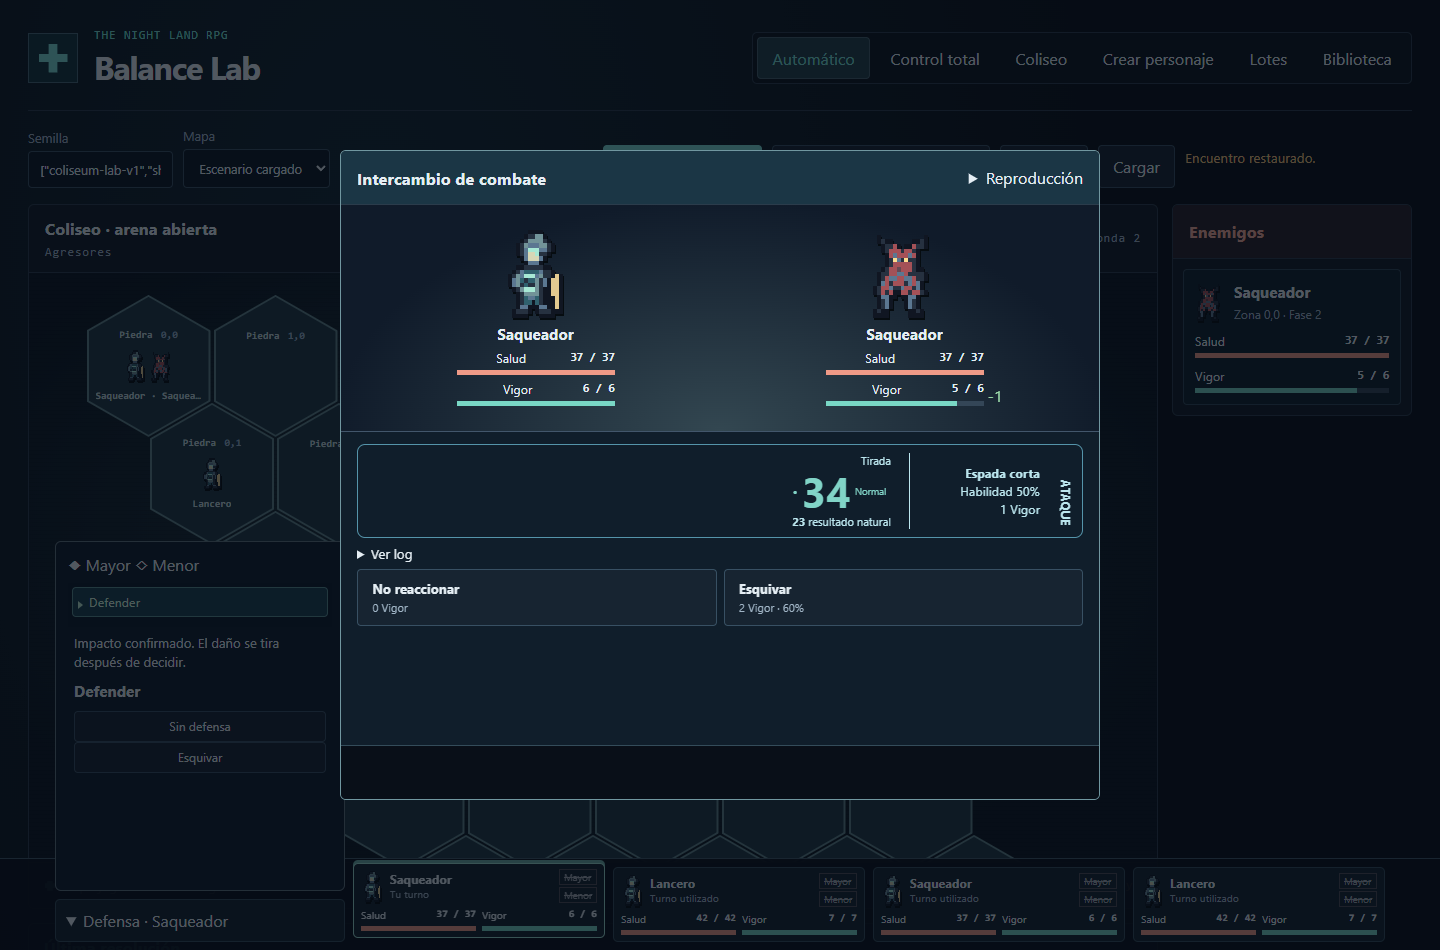 THE NIGHT LAND RPG
Balance Lab
Automático
Control total
Coliseo
Crear personaje
Lotes
Biblioteca
Semilla
Mapa
["coliseum-lab-v1","sl
Escenario cargado
Cargar
Encuentro restaurado.
Coliseo · arena abierta
Agresores
onda 2
Piedra 0,0
Saqueador · Saquea…
Piedra 1,0
Piedra 0,1
Lancero
Piedra
Intercambio de combate
▶ Reproducción
Saqueador
Salud 37 / 37
Vigor 6 / 6
Saqueador
Salud 37 / 37
Vigor 5 / 6
-1
Tirada
· 34 Normal
23 resultado natural
Espada corta
Habilidad 50%
1 Vigor
ATAQUE
▶ Ver log
No reaccionar
0 Vigor
Esquivar
2 Vigor · 60%
Enemigos
Saqueador
Zona 0,0 · Fase 2
Salud 37 / 37
Vigor 5 / 6
◆ Mayor ◇ Menor
▸ Defender
Impacto confirmado. El daño se tira
después de decidir.
Defender
Sin defensa
Esquivar
▼ Defensa · Saqueador
Saqueador
Tu turno
Mayor
Menor
Salud 37 / 37 Vigor 6 / 6
Lancero
Turno utilizado
Mayor
Menor
Salud 42 / 42 Vigor 7 / 7
Saqueador
Turno utilizado
Mayor
Menor
Salud 37 / 37 Vigor 6 / 6
Lancero
Turno utilizado
Mayor
Menor
Salud 42 / 42 Vigor 7 / 7